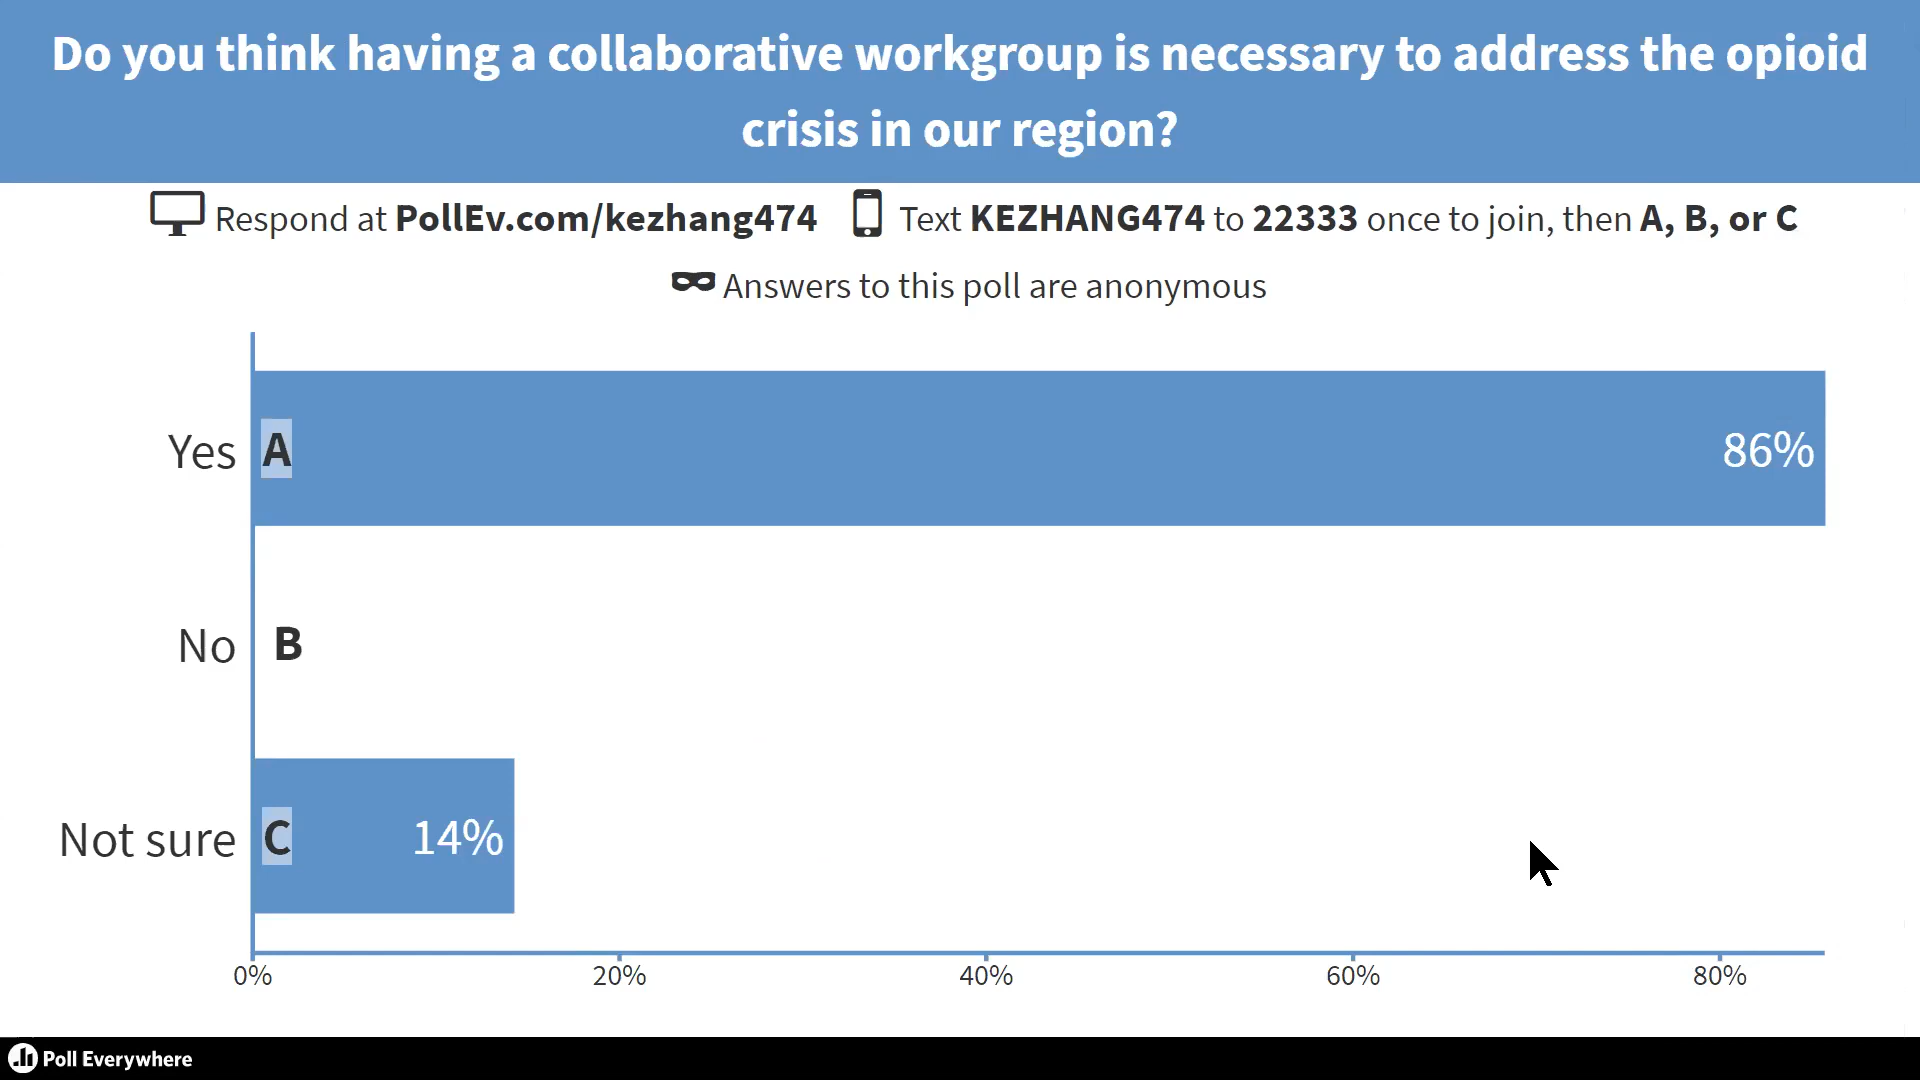 Do you think having a collaborative workgroup is necessary to address the opioid
crisis in our region?
Respond at PollEv.com/kezhang474 Text KEZHANG474 to 22333 once to join, then A, B, or C
Answers to this poll are anonymous
Yes A 86%
No B
Not sure C 14%
0% 20% 40% 60% 80%
Poll Everywhere